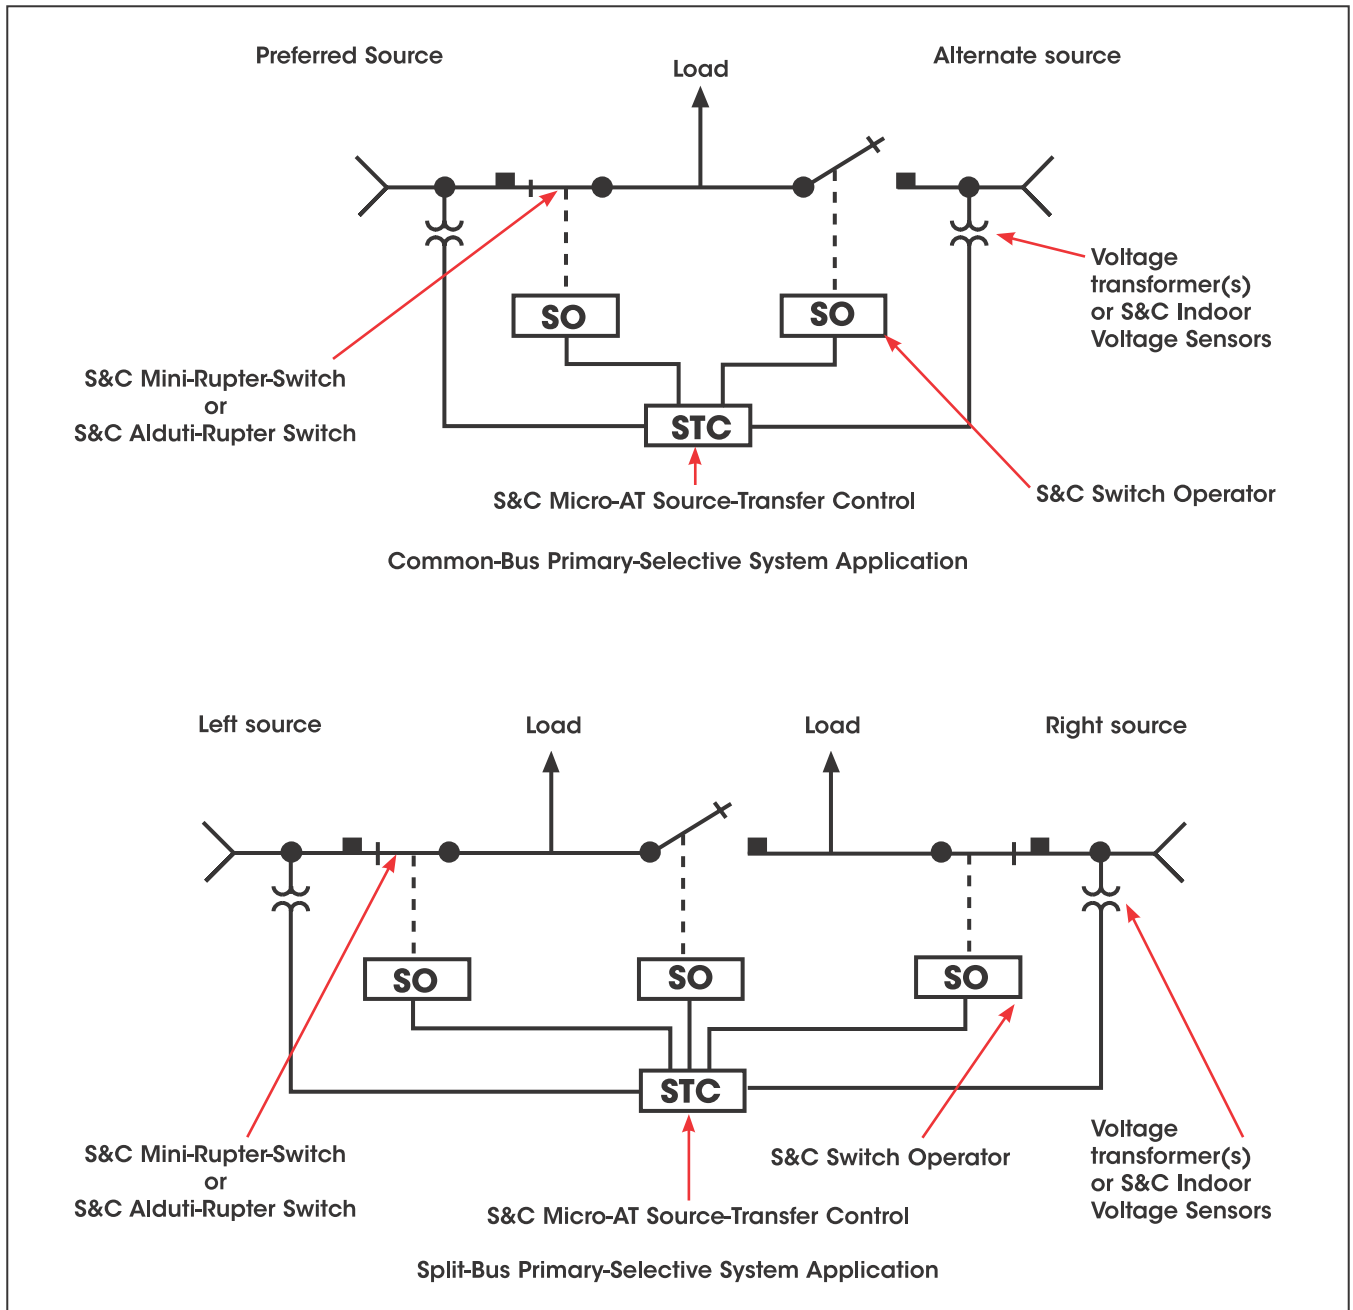 Preferred Source
Load
Alternate source
Voltage
transformer(s)
or S&C Indoor
Voltage Sensors
SO
SO
S&C Mini-Rupter-Switch
or
S&C Alduti-Rupter Switch
STC
S&C Micro-AT Source-Transfer Control
S&C Switch Operator
Common-Bus Primary-Selective System Application
Left source
Load
Load
Right source
SO
SO
SO
STC
S&C Mini-Rupter-Switch
or
S&C Alduti-Rupter Switch
S&C Switch Operator
Voltage
transformer(s)
or S&C Indoor
Voltage Sensors
S&C Micro-AT Source-Transfer Control
Split-Bus Primary-Selective System Application